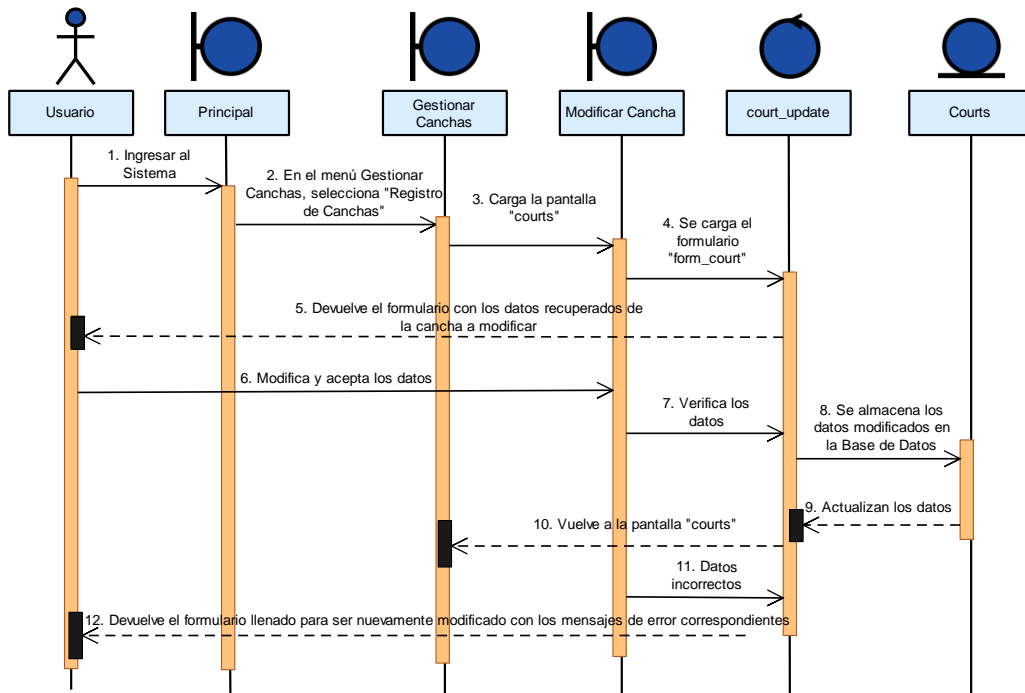 Usuario
Principal
Gestionar
Canchas
Modificar Cancha
court_update
Courts
1. Ingresar al
Sistema
2. En el menú Gestionar
Canchas, selecciona "Registro
de Canchas"
3. Carga la pantalla
"courts"
4. Se carga el
formulario
"form_court"
5. Devuelve el formulario con los datos recuperados de
la cancha a modificar
6. Modifica y acepta los datos
7. Verifica los
datos
8. Se almacena los
datos modificados en
la Base de Datos
9. Actualizan los datos
10. Vuelve a la pantalla "courts"
11. Datos
incorrectos
12. Devuelve el formulario llenado para ser nuevamente modificado con los mensajes de error correspondientes